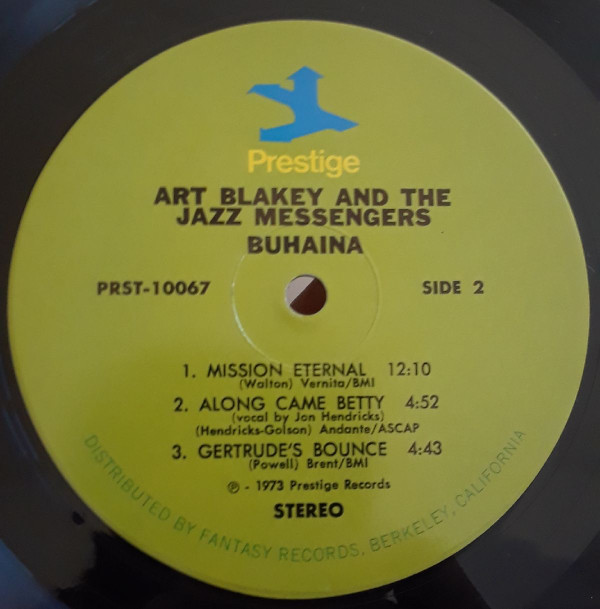 Prestige
ART BLAKEY AND THE
JAZZ MESSENGERS
BUHAINA
PRST-10067
SIDE 2
1. MISSION ETERNAL 12:10
(Walton) Vernita/BMI
2. ALONG CAME BETTY 4:52
(vocal by Jon Hendricks)
(Hendricks-Golson) Andante/ASCAP
3. GERTRUDE'S BOUNCE 4:43
(Powell) Brent/BMI
℗ - 1973 Prestige Records
STEREO
DISTRIBUTED BY FANTASY RECORDS, BERKELEY, CALIFORNIA